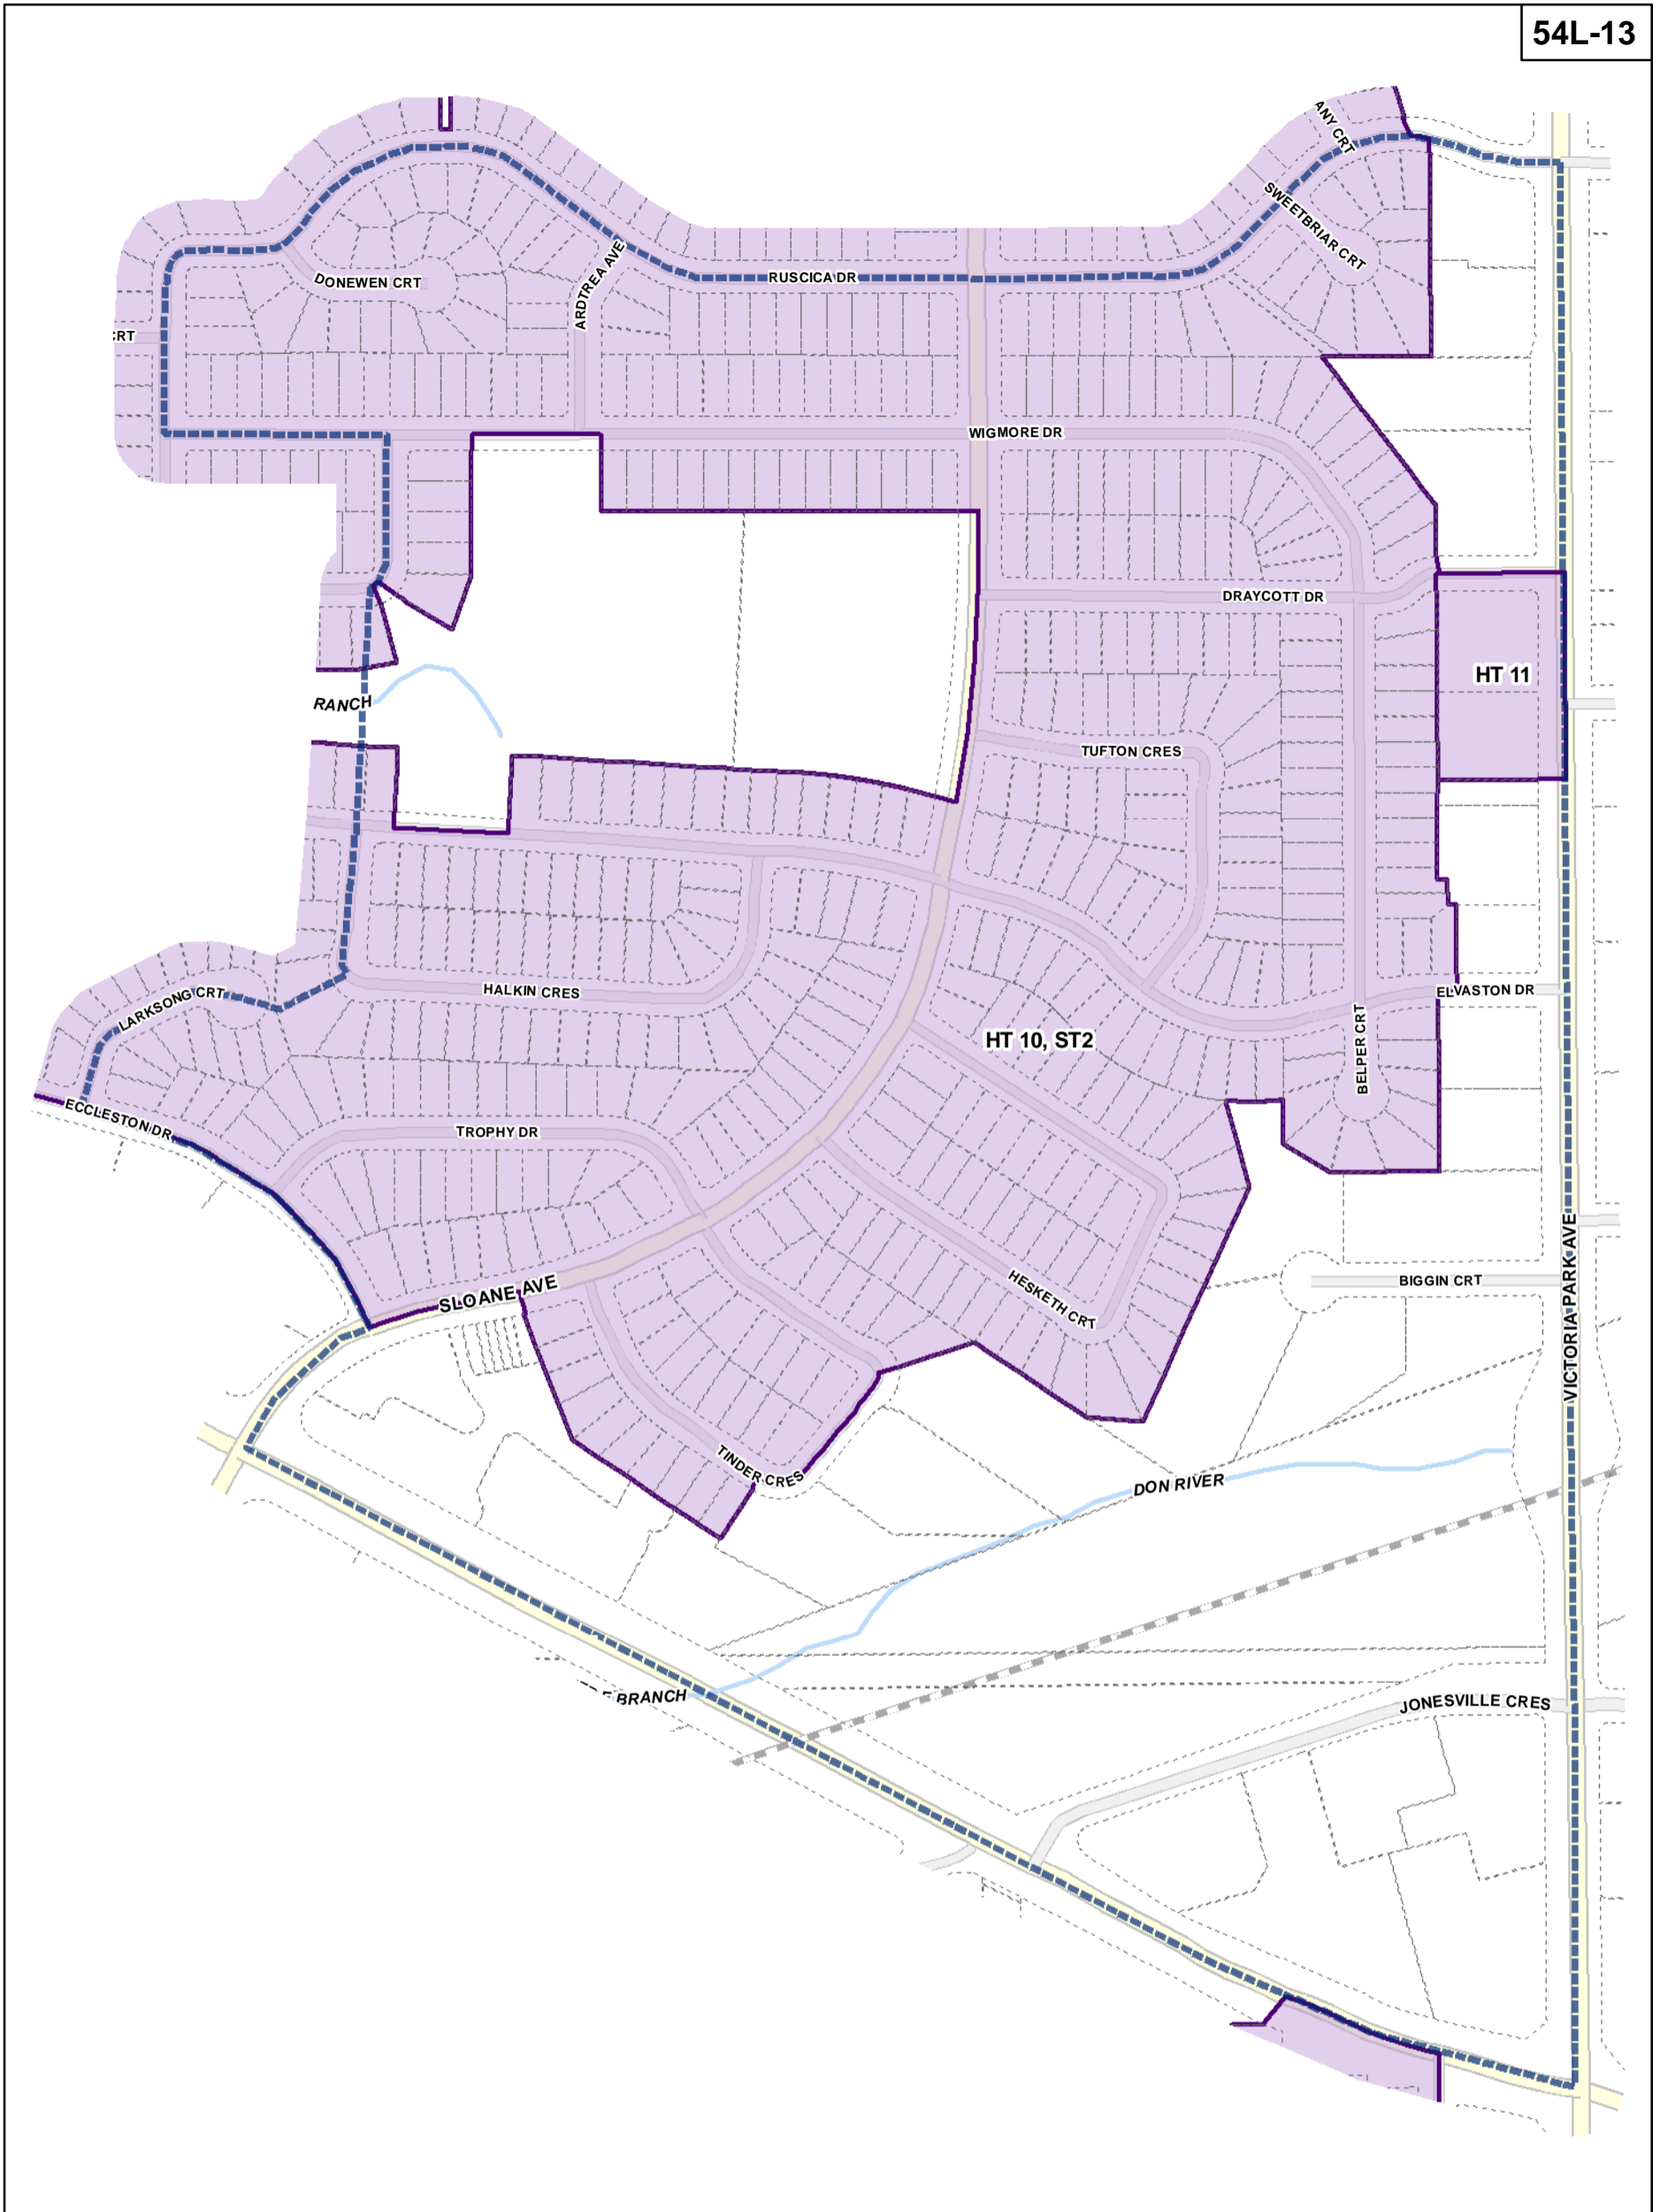 54L-13
ANY CRT
SWEETBRIAR CRT
DONEWEN CRT
ARDTREA AVE
RUSCICA DR
CRT
WIGMORE DR
DRAYCOTT DR
HT 11
RANCH
TUFTON CRES
HALKIN CRES
LARKSONG CRT
ELVASTON DR
HT 10, ST2
BELPER CRT
ECCLESTON DR
TROPHY DR
SLOANE AVE
HESKETH CRT
BIGGIN CRT
VICTORIA PARK AVE
TINDER CRES
DON RIVER
BRANCH
JONESVILLE CRES